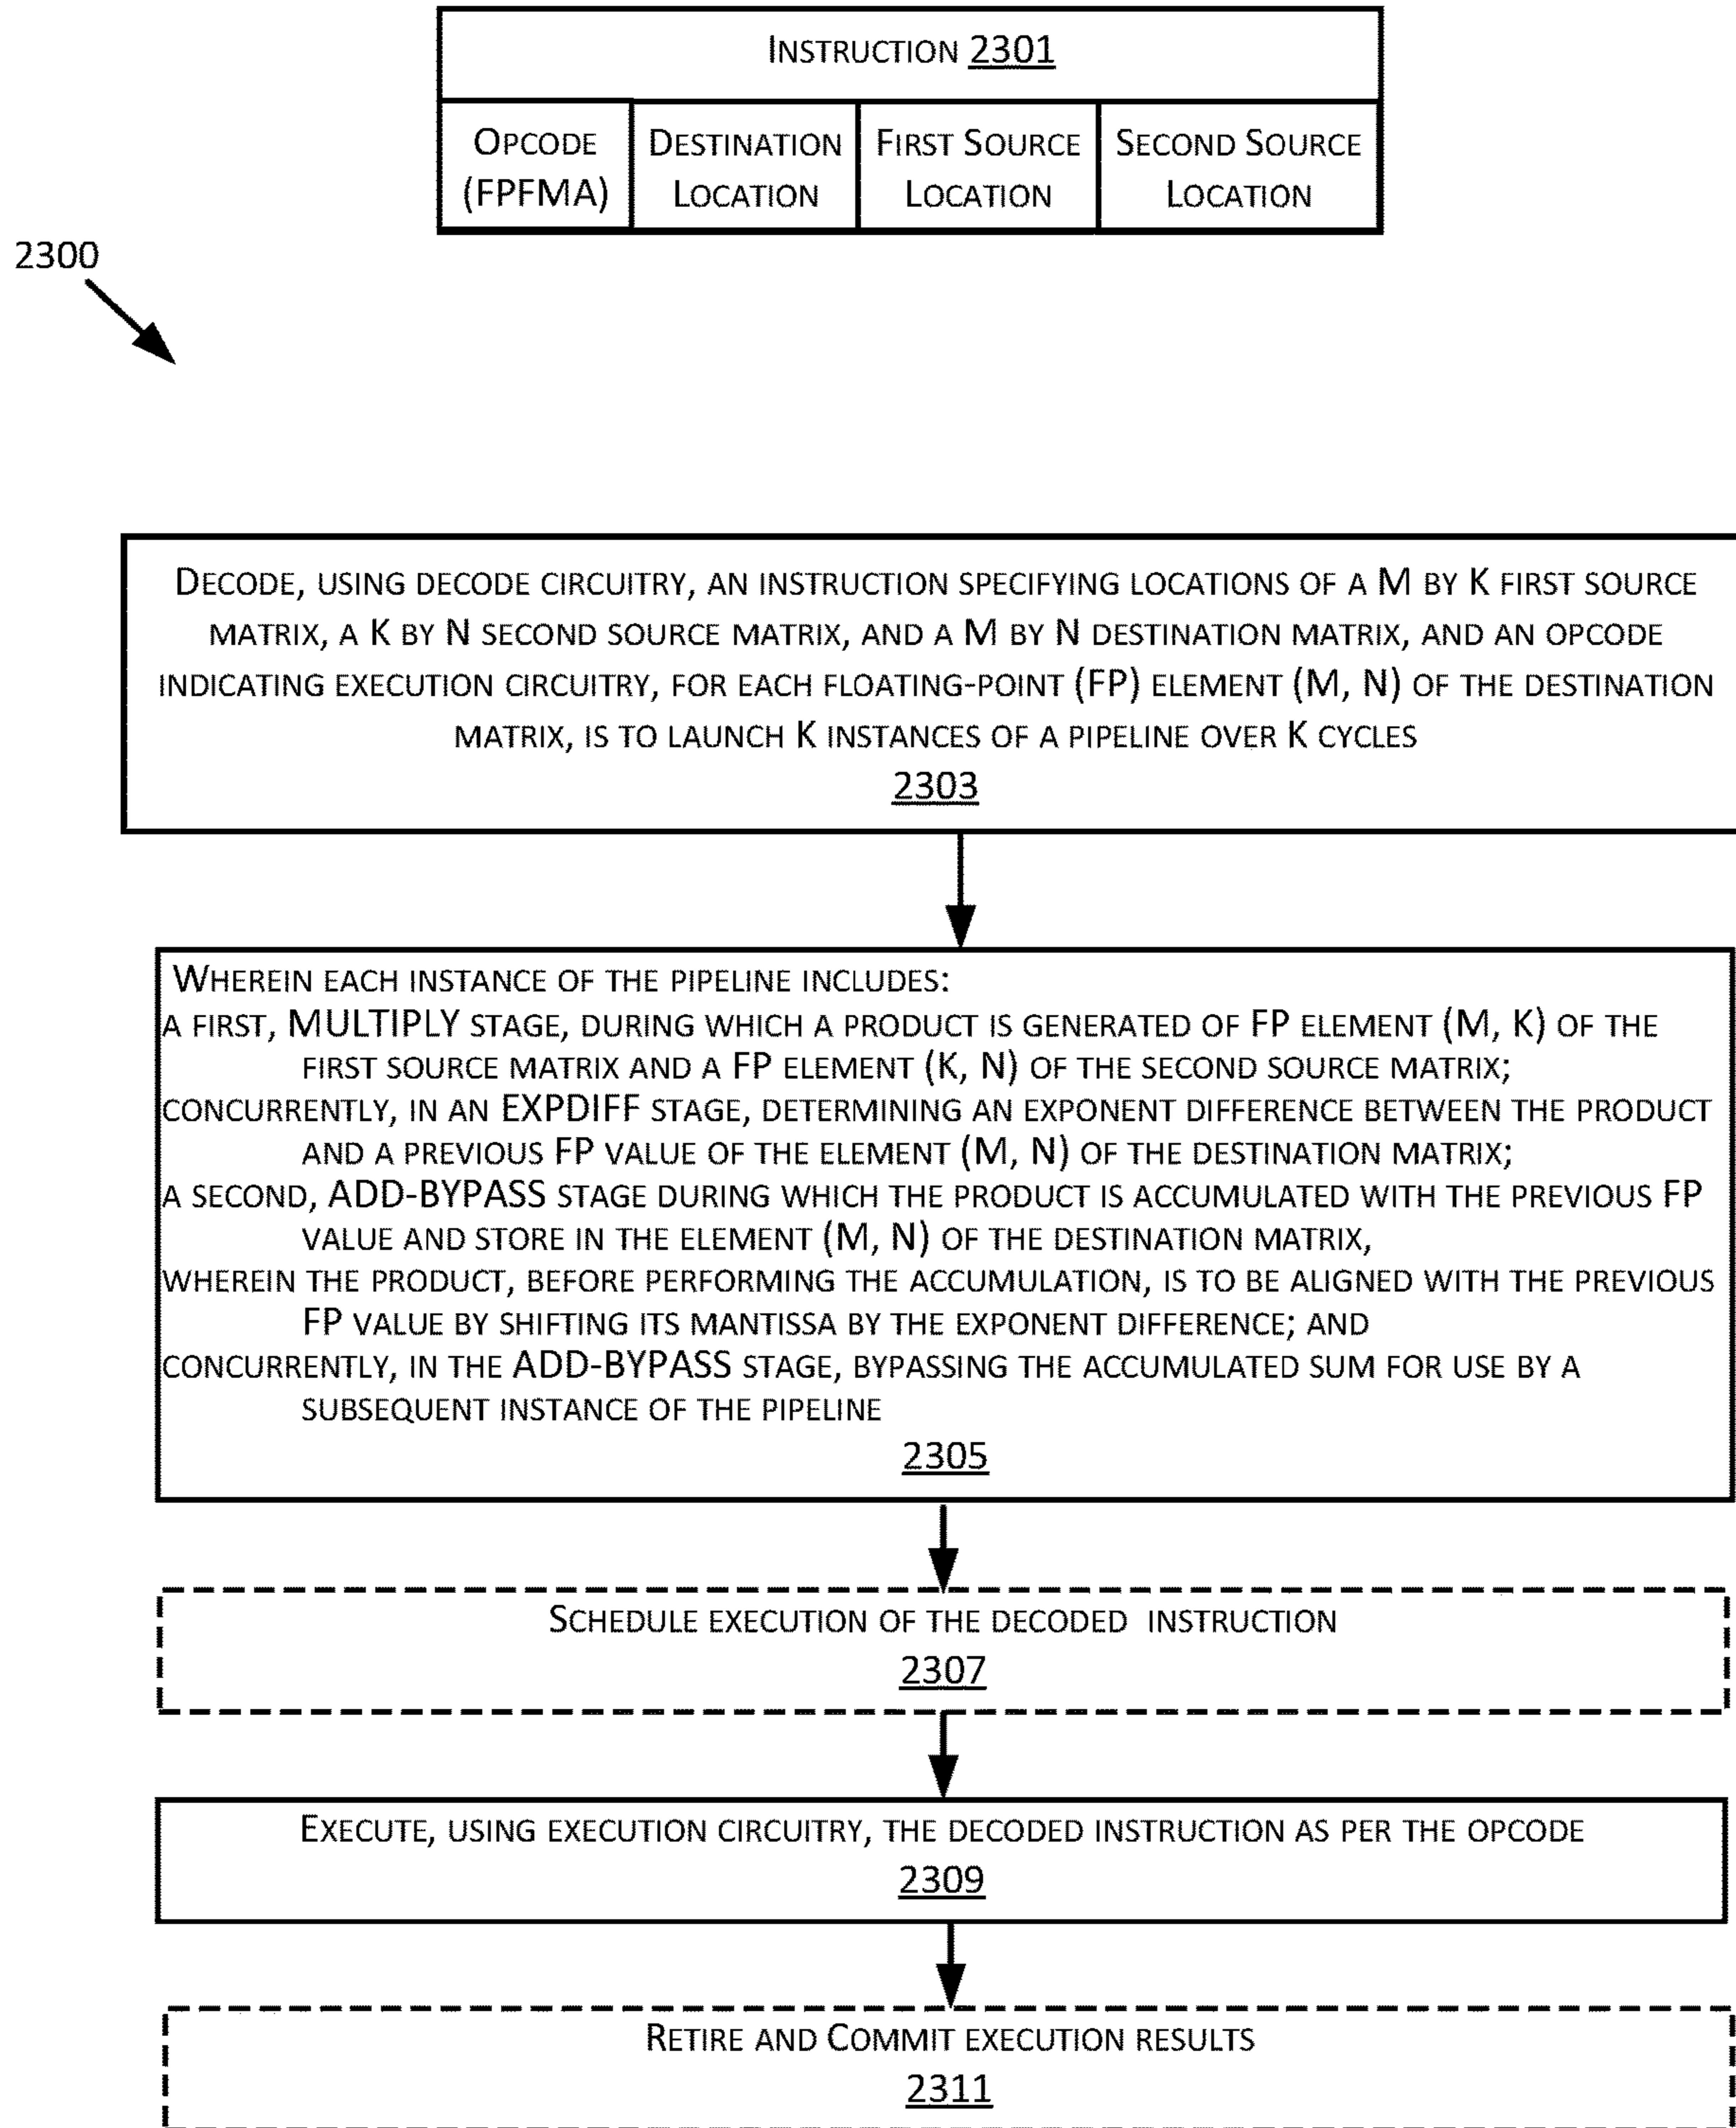 INSTRUCTION 2301
OPCODE (FPFMA)
DESTINATION LOCATION
FIRST SOURCE LOCATION
SECOND SOURCE LOCATION
2300
DECODE, USING DECODE CIRCUITRY, AN INSTRUCTION SPECIFYING LOCATIONS OF A M BY K FIRST SOURCE
MATRIX, A K BY N SECOND SOURCE MATRIX, AND A M BY N DESTINATION MATRIX, AND AN OPCODE
INDICATING EXECUTION CIRCUITRY, FOR EACH FLOATING-POINT (FP) ELEMENT (M, N) OF THE DESTINATION
MATRIX, IS TO LAUNCH K INSTANCES OF A PIPELINE OVER K CYCLES
2303
WHEREIN EACH INSTANCE OF THE PIPELINE INCLUDES:
A FIRST, MULTIPLY STAGE, DURING WHICH A PRODUCT IS GENERATED OF FP ELEMENT (M, K) OF THE
FIRST SOURCE MATRIX AND A FP ELEMENT (K, N) OF THE SECOND SOURCE MATRIX;
CONCURRENTLY, IN AN EXPDIFF STAGE, DETERMINING AN EXPONENT DIFFERENCE BETWEEN THE PRODUCT
AND A PREVIOUS FP VALUE OF THE ELEMENT (M, N) OF THE DESTINATION MATRIX;
A SECOND, ADD-BYPASS STAGE DURING WHICH THE PRODUCT IS ACCUMULATED WITH THE PREVIOUS FP
VALUE AND STORE IN THE ELEMENT (M, N) OF THE DESTINATION MATRIX,
WHEREIN THE PRODUCT, BEFORE PERFORMING THE ACCUMULATION, IS TO BE ALIGNED WITH THE PREVIOUS
FP VALUE BY SHIFTING ITS MANTISSA BY THE EXPONENT DIFFERENCE; AND
CONCURRENTLY, IN THE ADD-BYPASS STAGE, BYPASSING THE ACCUMULATED SUM FOR USE BY A
SUBSEQUENT INSTANCE OF THE PIPELINE
2305
SCHEDULE EXECUTION OF THE DECODED INSTRUCTION
2307
EXECUTE, USING EXECUTION CIRCUITRY, THE DECODED INSTRUCTION AS PER THE OPCODE
2309
RETIRE AND COMMIT EXECUTION RESULTS
2311